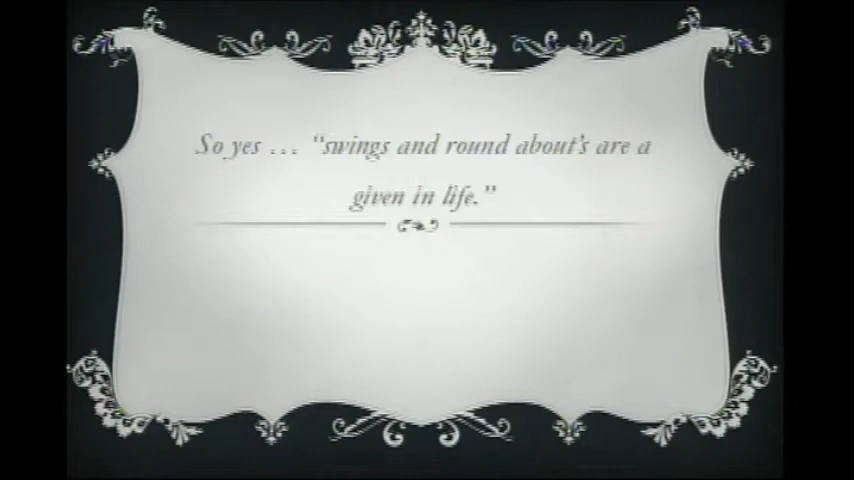 So yes ... “swings and round about's are a
given in life.”